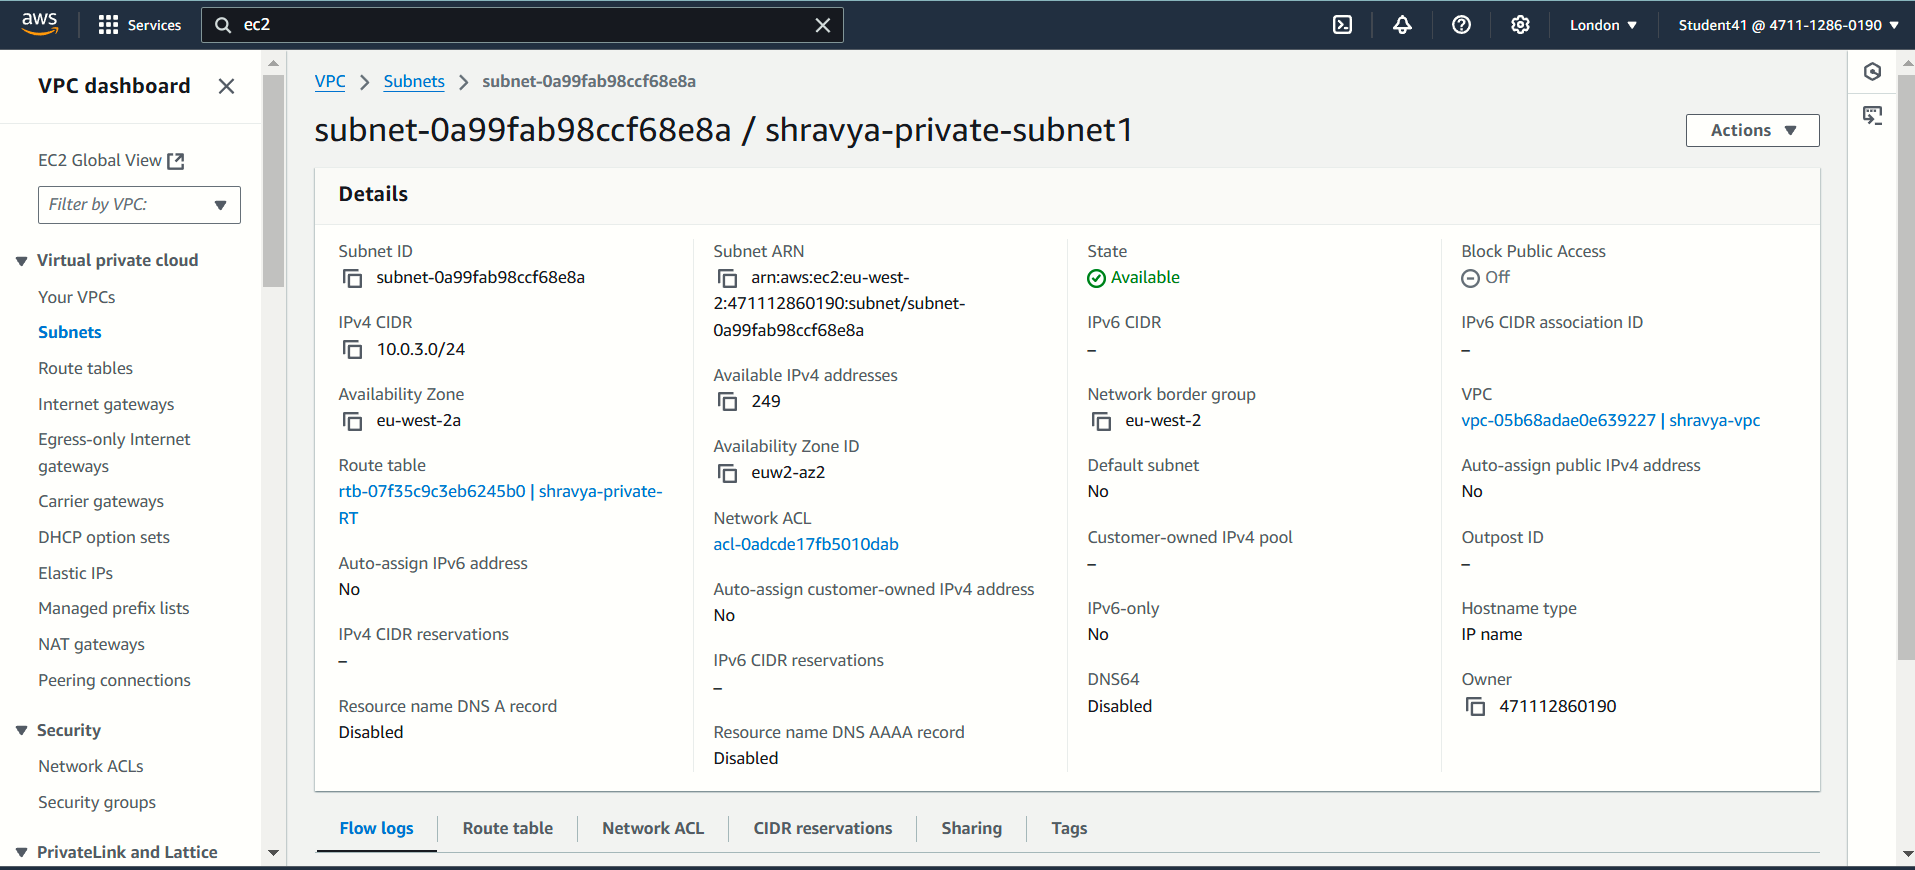 aws
Services
ec2
London
Student41 @ 4711-1286-0190
VPC dashboard
EC2 Global View
Filter by VPC:
Virtual private cloud
Your VPCs
Subnets
Route tables
Internet gateways
Egress-only Internet
gateways
Carrier gateways
DHCP option sets
Elastic IPs
Managed prefix lists
NAT gateways
Peering connections
Security
Network ACLs
Security groups
PrivateLink and Lattice
VPC
Subnets
subnet-0a99fab98ccf68e8a
subnet-0a99fab98ccf68e8a / shravya-private-subnet1
Actions
Details
Subnet ID
subnet-0a99fab98ccf68e8a
IPv4 CIDR
10.0.3.0/24
Availability Zone
eu-west-2a
Route table
rtb-07f35c9c3eb6245b0 | shravya-private-
RT
Auto-assign IPv6 address
No
IPv4 CIDR reservations
–
Resource name DNS A record
Disabled
Subnet ARN
arn:aws:ec2:eu-west-
2:471112860190:subnet/subnet-
0a99fab98ccf68e8a
Available IPv4 addresses
249
Availability Zone ID
euw2-az2
Network ACL
acl-0adcde17fb5010dab
Auto-assign customer-owned IPv4 address
No
IPv6 CIDR reservations
–
Resource name DNS AAAA record
Disabled
State
Available
IPv6 CIDR
–
Network border group
eu-west-2
Default subnet
No
Customer-owned IPv4 pool
–
IPv6-only
No
DNS64
Disabled
Block Public Access
Off
IPv6 CIDR association ID
–
VPC
vpc-05b68adae0e639227 | shravya-vpc
Auto-assign public IPv4 address
No
Outpost ID
–
Hostname type
IP name
Owner
471112860190
Flow logs
Route table
Network ACL
CIDR reservations
Sharing
Tags